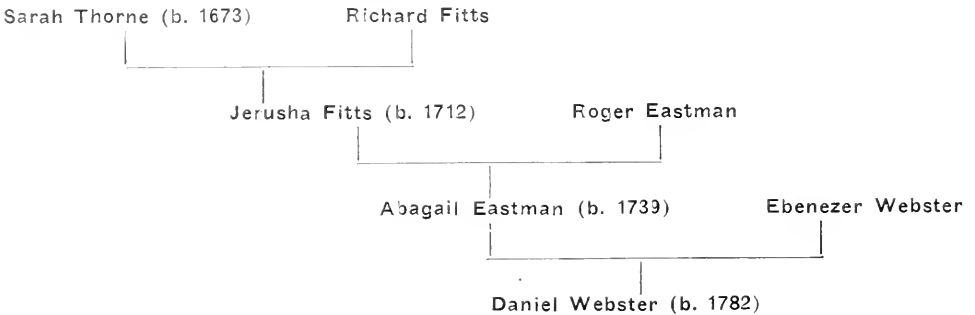 Sarah Thorne (b. 1673) Richard Fitts
Jerusha Fitts (b. 1712) Roger Eastman
Abagail Eastman (b. 1739) Ebenezer Webster
Daniel Webster (b. 1782)